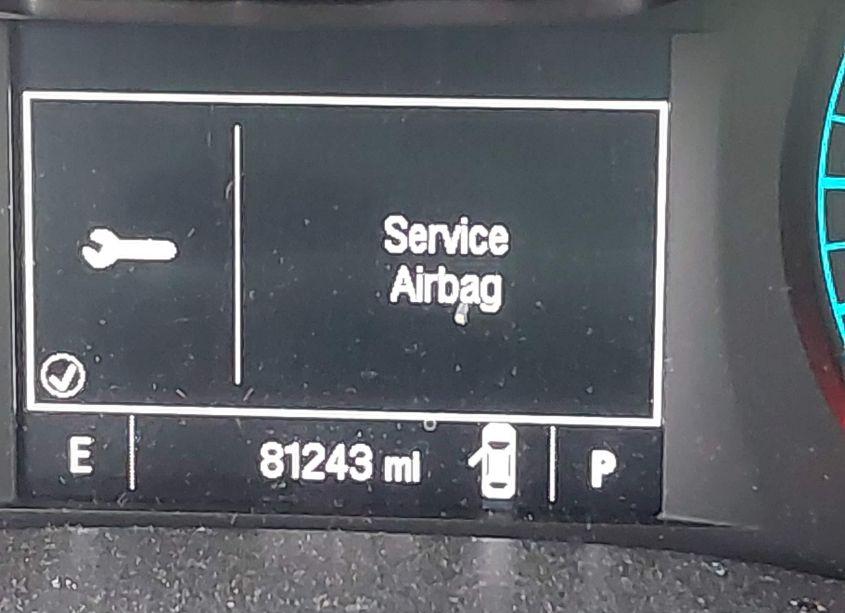 Service
Airbag
E
81243 mi
P